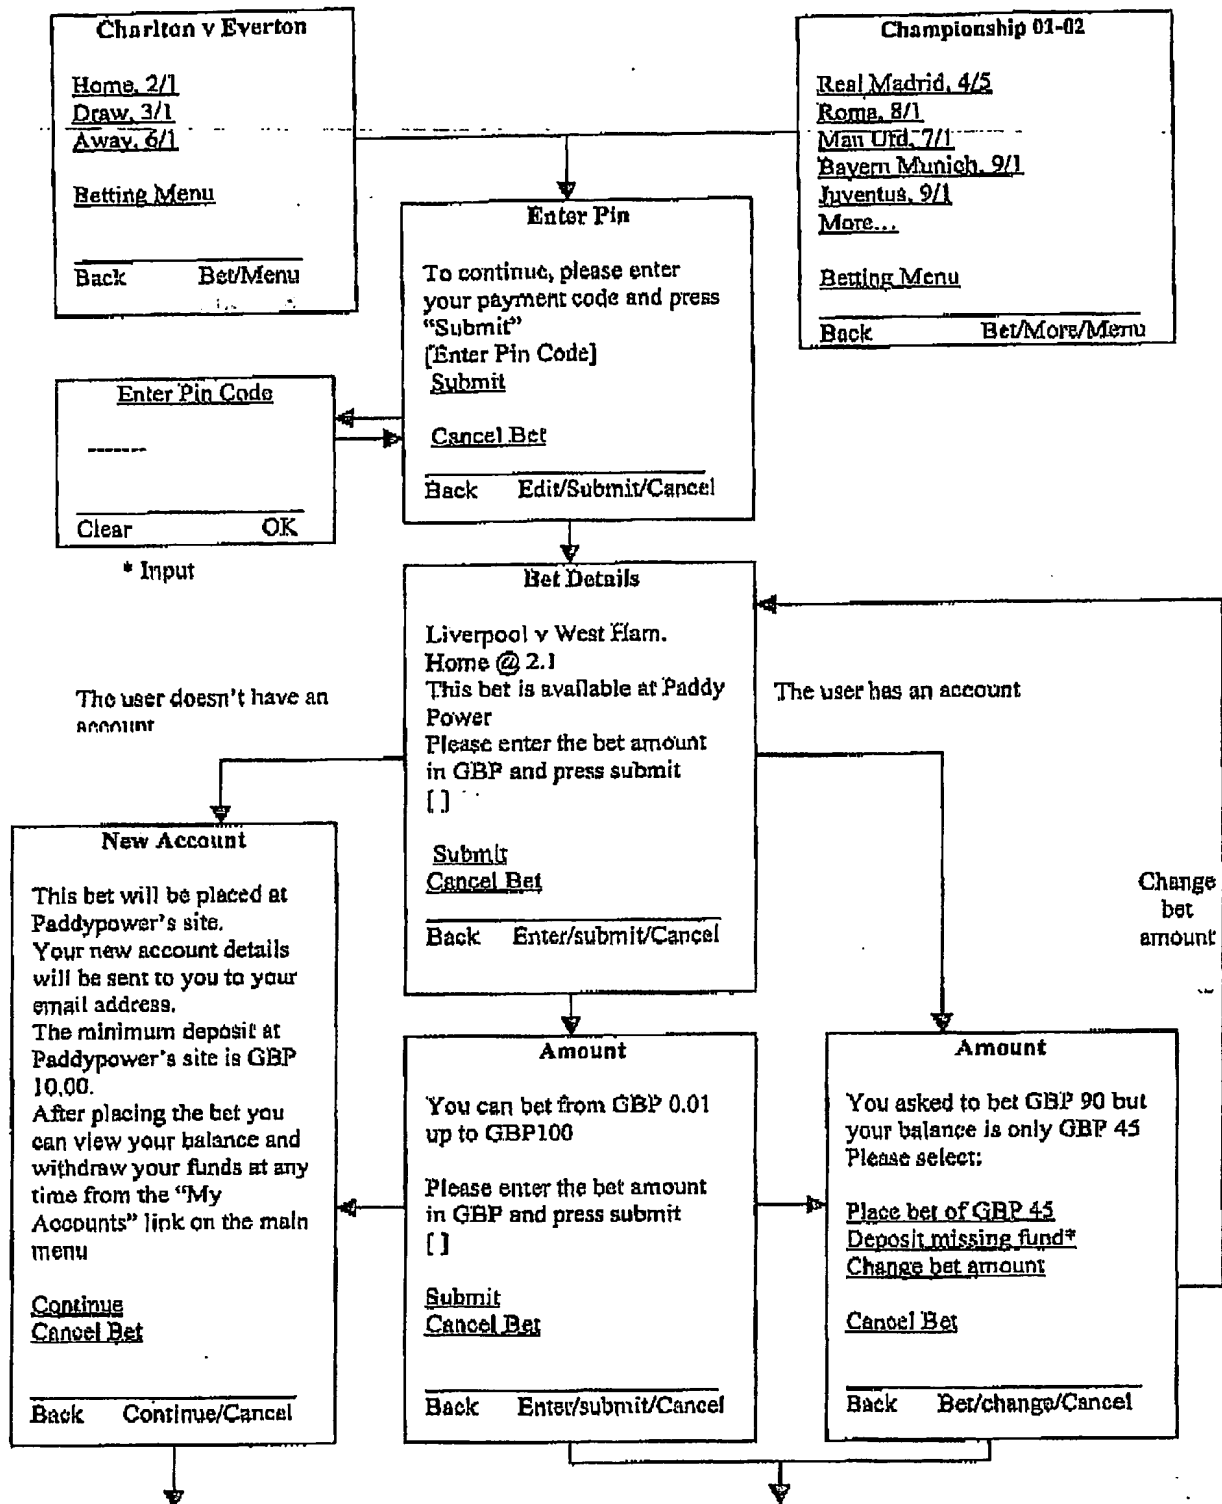 Charlton v Everton
Home, 2/1
Draw, 3/1
Away, 6/1
Betting Menu
Back Bet/Menu
Championship 01-02
Real Madrid, 4/5
Roma, 8/1
Man Utd, 7/1
Bayern Munich, 9/1
Juventus, 9/1
More...
Betting Menu
Back Bet/More/Menu
Enter Pin
To continue, please enter
your payment code and press
“Submit”
[Enter Pin Code]
Submit
Cancel Bet
Back Edit/Submit/Cancel
Enter Pin Code
-------
Clear OK
* Input
Bet Details
Liverpool v West Ham.
Home @ 2.1
This bet is available at Paddy
Power
Please enter the bet amount
in GBP and press submit
[ ]
Submit
Cancel Bet
Back Enter/submit/Cancel
The user doesn't have an
account
The user has an account
Change
bet
amount
New Account
This bet will be placed at
Paddypower's site.
Your new account details
will be sent to you to your
email address.
The minimum deposit at
Paddypower's site is GBP
10.00.
After placing the bet you
can view your balance and
withdraw your funds at any
time from the “My
Accounts” link on the main
menu
Continue
Cancel Bet
Back Continue/Cancel
Amount
You can bet from GBP 0.01
up to GBP100
Please enter the bet amount
in GBP and press submit
[ ]
Submit
Cancel Bet
Back Enter/submit/Cancel
Amount
You asked to bet GBP 90 but
your balance is only GBP 45
Please select:
Place bet of GBP 45
Deposit missing fund*
Change bet amount
Cancel Bet
Back Bet/change/Cancel